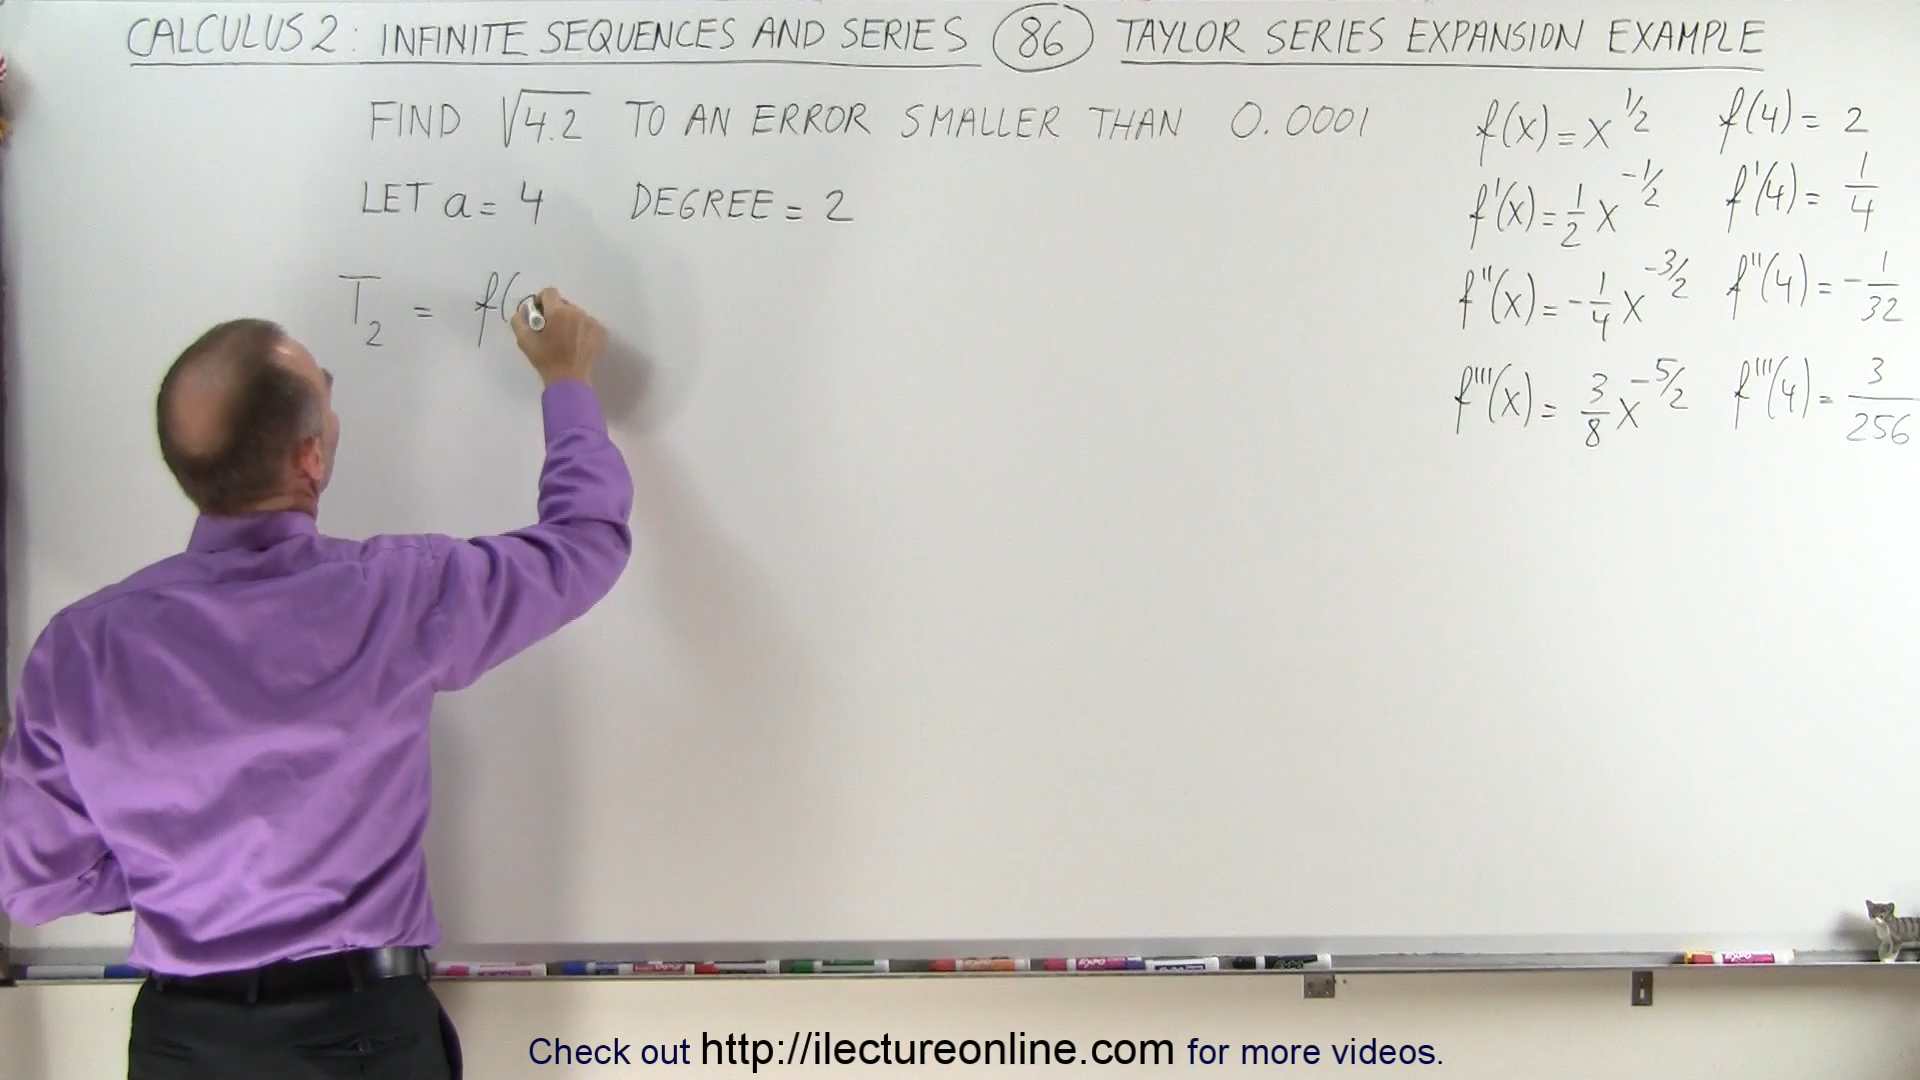 CALCULUS 2: INFINITE SEQUENCES AND SERIES 86 TAYLOR SERIES EXPANSION EXAMPLE
FIND √4.2 TO AN ERROR SMALLER THAN 0.0001
LET a = 4 DEGREE = 2
T₂ = f(
f(x) = x^1/2 f(4) = 2
f'(x) = 1/2 x^-1/2 f'(4) = 1/4
f''(x) = -1/4 x^-3/2 f''(4) = -1/32
f'''(x) = 3/8 x^-5/2 f'''(4) = 3/256
Check out http://ilectureonline.com for more videos.